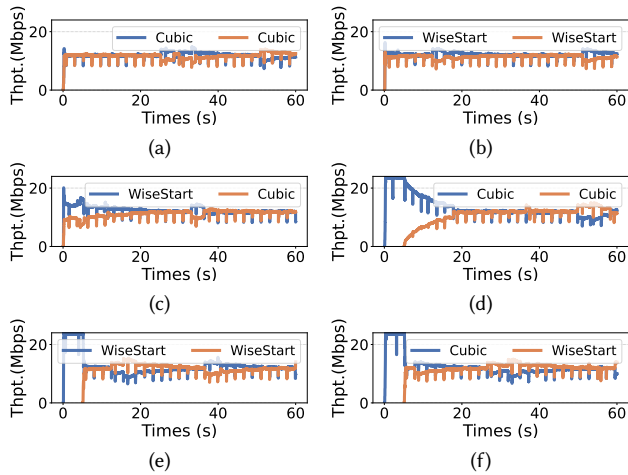 Thpt.(Mbps)
20
0
Cubic Cubic
0 20 40 60
Times (s)
(a)
Thpt.(Mbps)
20
0
WiseStart WiseStart
0 20 40 60
Times (s)
(b)
Thpt.(Mbps)
20
0
WiseStart Cubic
0 20 40 60
Times (s)
(c)
Thpt.(Mbps)
20
0
Cubic Cubic
0 20 40 60
Times (s)
(d)
Thpt.(Mbps)
20
0
WiseStart WiseStart
0 20 40 60
Times (s)
(e)
Thpt.(Mbps)
20
0
Cubic WiseStart
0 20 40 60
Times (s)
(f)